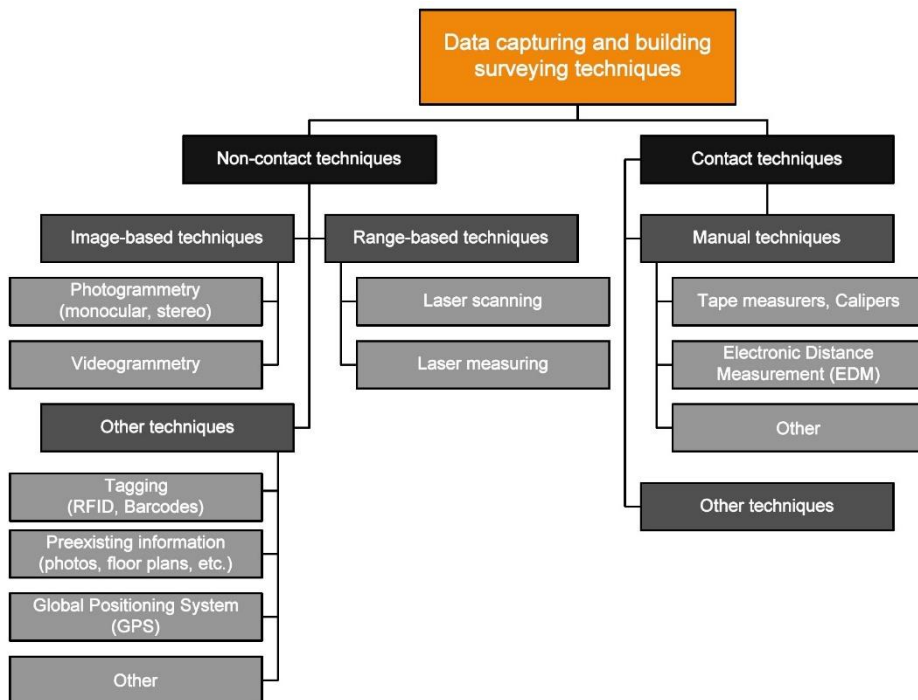 Data capturing and building
surveying techniques
Non-contact techniques
Contact techniques
Image-based techniques
Range-based techniques
Manual techniques
Photogrammetry
(monocular, stereo)
Laser scanning
Tape measurers, Calipers
Videogrammetry
Laser measuring
Electronic Distance
Measurement (EDM)
Other techniques
Other
Tagging
(RFID, Barcodes)
Other techniques
Preexisting information
(photos, floor plans, etc.)
Global Positioning System
(GPS)
Other